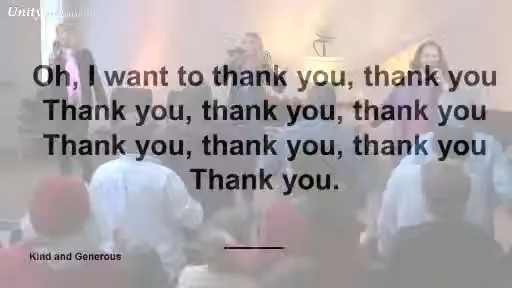 Unity
Oh, I want to thank you, thank you
Thank you, thank you, thank you
Thank you, thank you, thank you
Thank you.
Kind and Generous